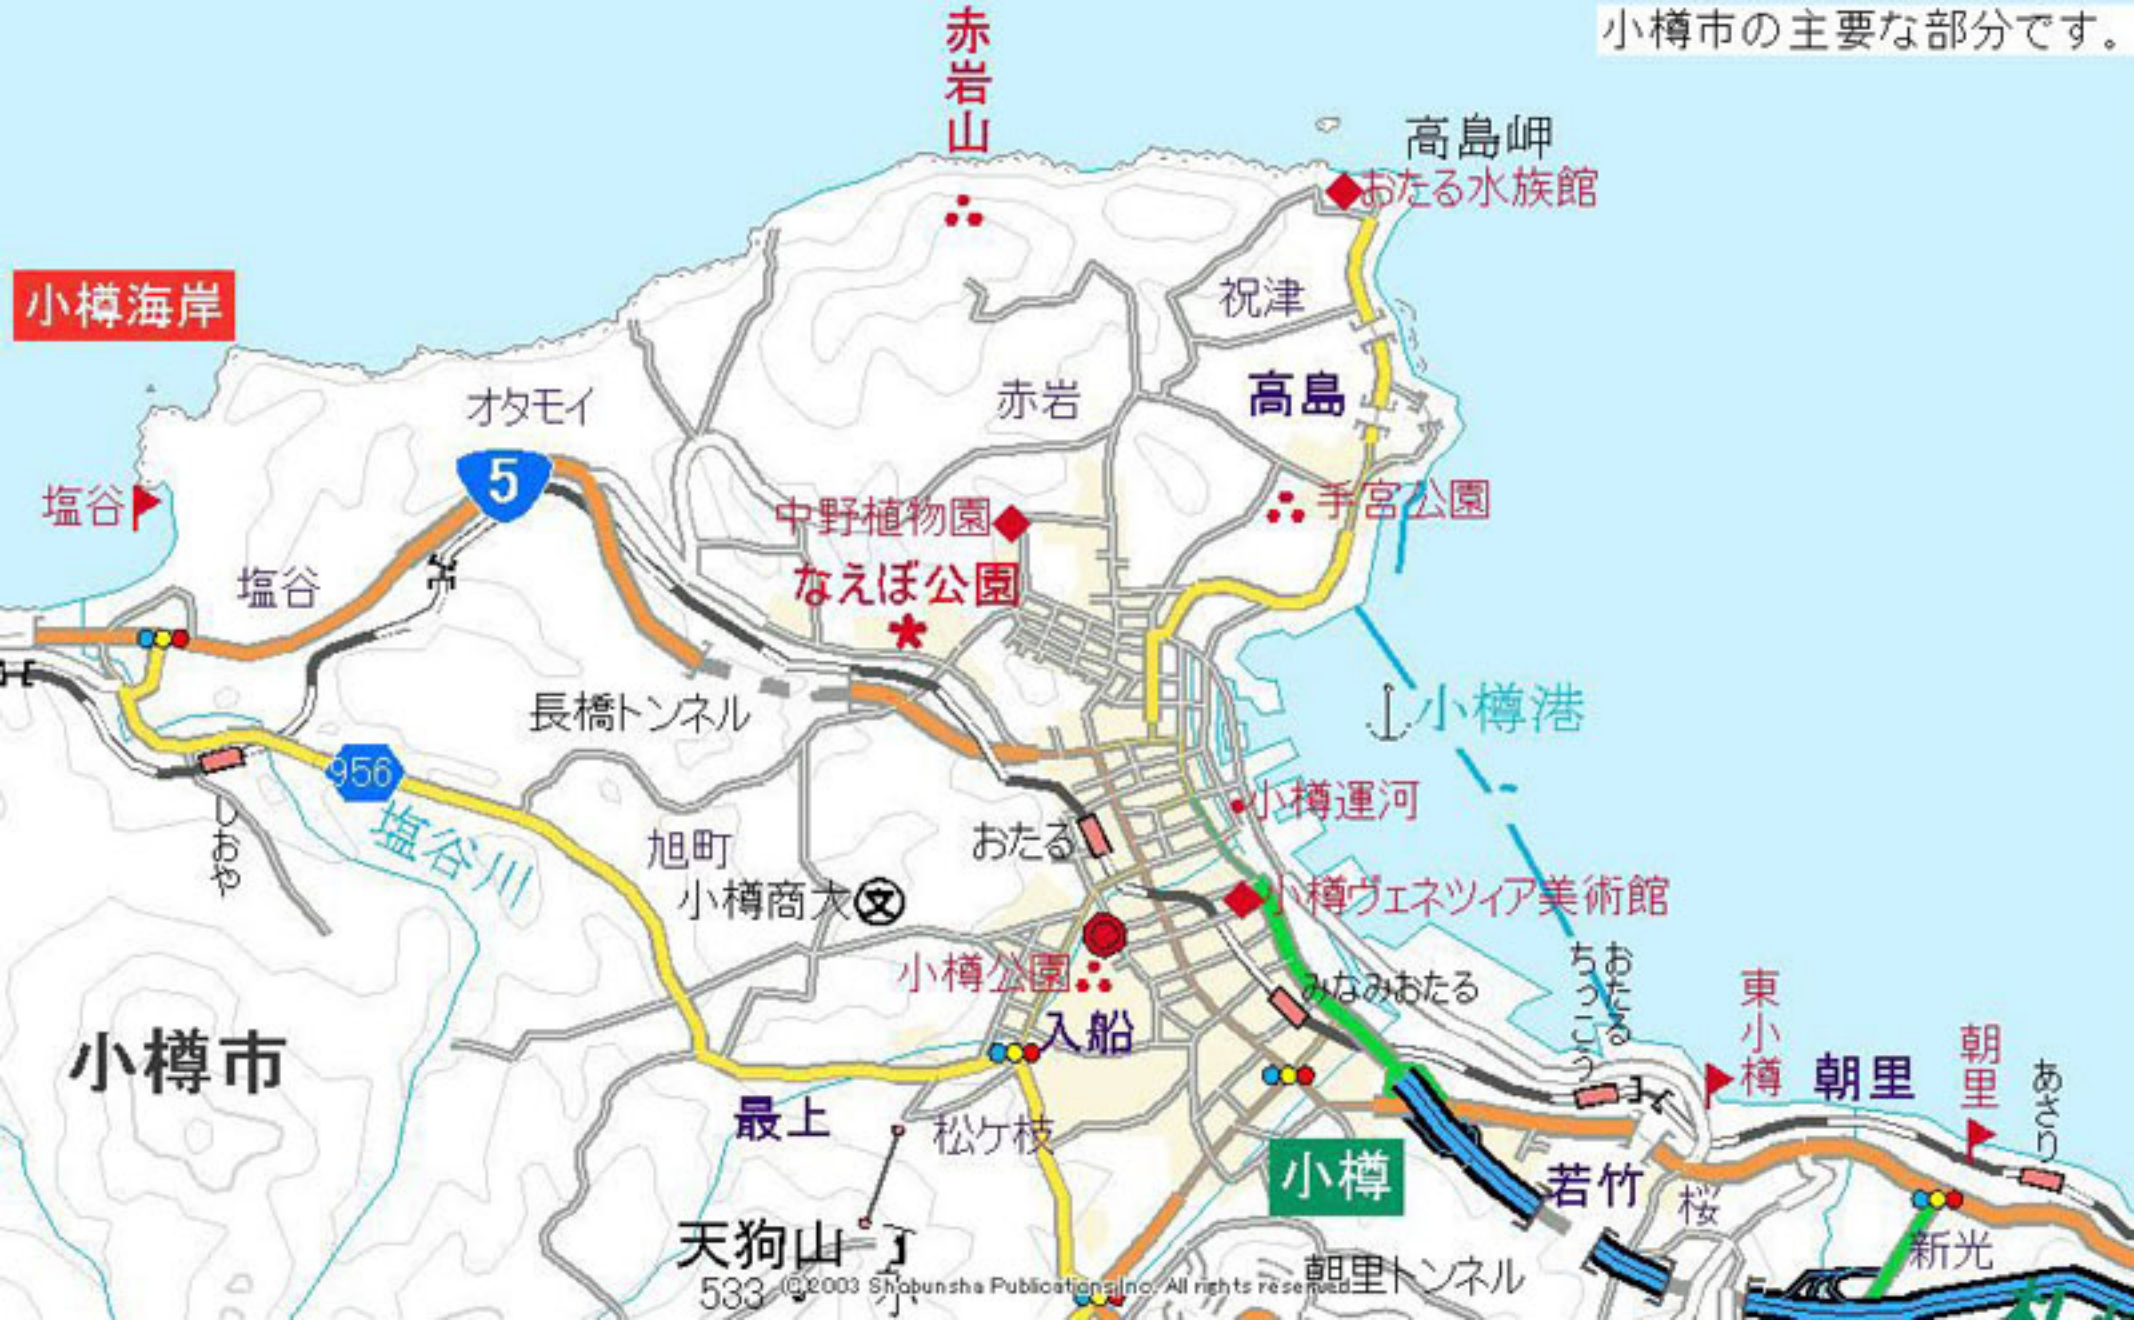 小樽市の主要な部分です。
赤岩山
高島岬
おたる水族館
小樽海岸
祝津
オタモイ
赤岩
高島
5
塩谷
中野植物園
手宮公園
塩谷
なえぼ公園
長橋トンネル
小樽港
956
しおや
塩谷川
旭町
おたる
小樽運河
小樽商大
文
小樽ヴェネツィア美術館
小樽公園
みなみおたる
おたる
ちっこう
入船
小樽市
東小樽
朝里
朝里
あさり
最上
松ケ枝
小樽
若竹
桜
天狗山
533
新光
朝里トンネル
(C)2003 Shobunsha Publications,Inc. All rights reserved